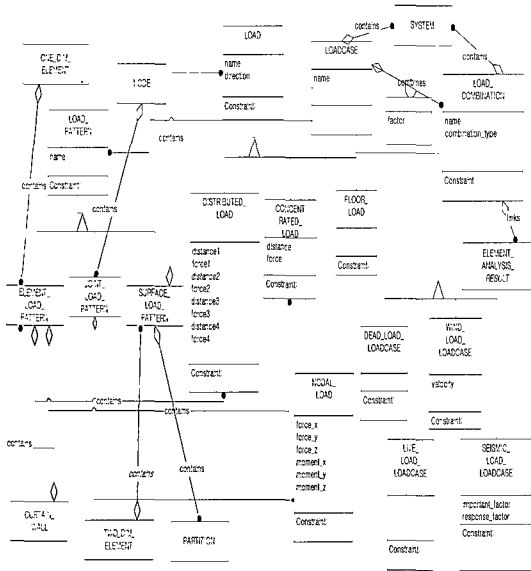 contains
SYSTEM
LOAD
LOADCASE
ONE_DIM_
ELEMENT
NODE
name
direction
contains
name
combines
LOAD_
COMBINATION
LOAD_
PATTERN
Constraint:
factor
name
combination_type
contains
name
contains
Constraint:
contains
Constraint:
DISTRIBUTED_
LOAD
CONCENT
RATED_
LOAD
FLOOR_
LOAD
links
distance1
force1
distance2
force2
distance3
force3
distance4
force4
distance
force
Constraint:
Constraint:
ELEMENT_
ANALYSIS_
RESULT
ELEMENT_
LOAD_
PATTERN
JOINT_
LOAD_
PATTERN
SURFACE_
LOAD_
PATTERN
DEAD_LOAD_
LOADCASE
WIND_
LOAD_
LOADCASE
Constraint:
NODAL_
LOAD
velocity
Constraint:
Constraint:
contains
contains
force_x
force_y
force_z
moment_x
moment_y
moment_z
contains
contains
contains
LIVE_
LOAD_
LOADCASE
SEISMIC_
LOAD_
LOADCASE
important_factor
response_factor
Constraint:
Constraint:
Constraint:
CURTAIN_
WALL
TWO_DIM_
ELEMENT
PARTITION